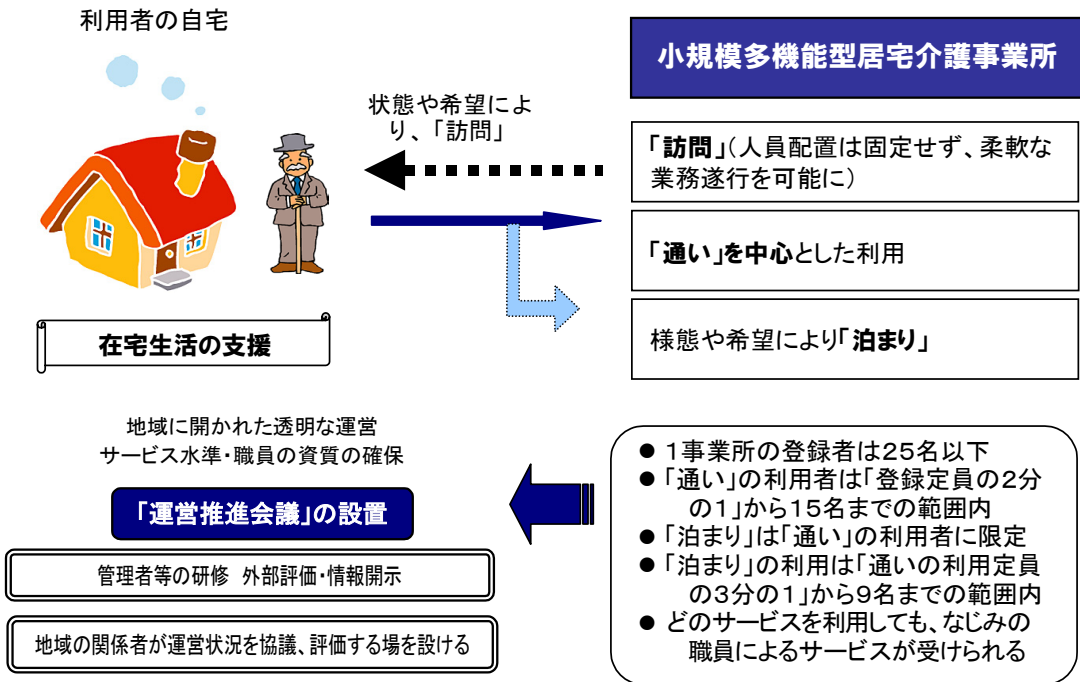 利用者の自宅
状態や希望によ
り、「訪問」
小規模多機能型居宅介護事業所
「訪問」(人員配置は固定せず、柔軟な
業務遂行を可能に)
「通い」を中心とした利用
様態や希望により「泊まり」
在宅生活の支援
地域に開かれた透明な運営
サービス水準・職員の資質の確保
「運営推進会議」の設置
管理者等の研修 外部評価・情報開示
地域の関係者が運営状況を協議、評価する場を設ける
● 1事業所の登録者は25名以下
● 「通い」の利用者は「登録定員の2分
の1」から15名までの範囲内
● 「泊まり」は「通い」の利用者に限定
● 「泊まり」の利用は「通いの利用定員
の3分の1」から9名までの範囲内
● どのサービスを利用しても、なじみの
職員によるサービスが受けられる